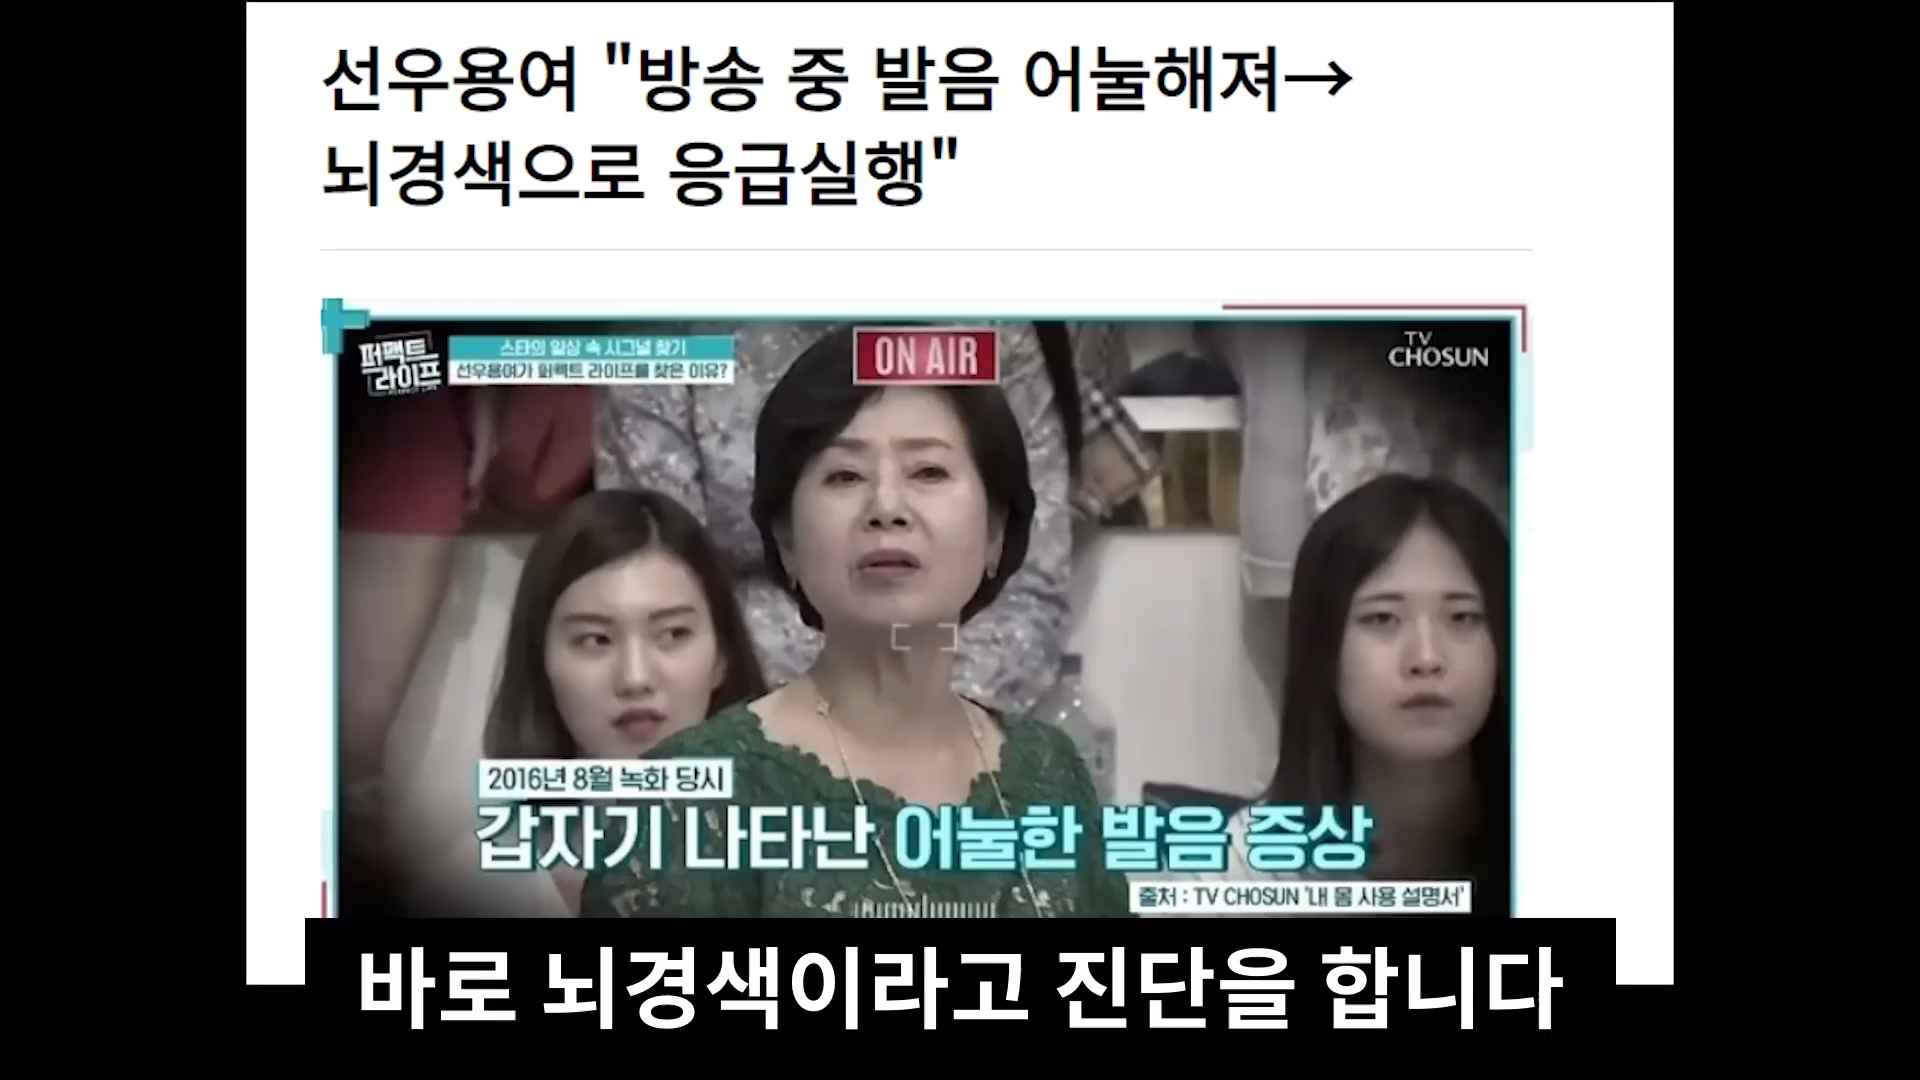 선우용여 "방송 중 발음 어눌해져→
뇌경색으로 응급실행"
퍼펙트
라이프
스타의 일상 속 시그널 찾기
선우용여가 퍼펙트 라이프를 찾은 이유?
ON AIR
TV
CHOSUN
2016년 8월 녹화 당시
갑자기 나타난 어눌한 발음 증상
출처 : TV CHOSUN '내 몸 사용 설명서'
바로 뇌경색이라고 진단을 합니다